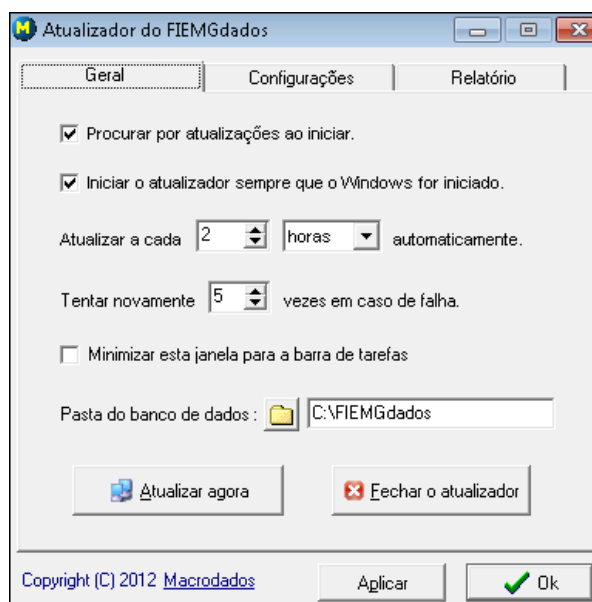 Atualizador do FIEMGdados
Geral Configurações Relatório
Procurar por atualizações ao iniciar.
Iniciar o atualizador sempre que o Windows for iniciado.
Atualizar a cada 2 horas automaticamente.
Tentar novamente 5 vezes em caso de falha.
Minimizar esta janela para a barra de tarefas
Pasta do banco de dados : C:\FIEMGdados
Atualizar agora Fechar o atualizador
Copyright (C) 2012 Macrodados Aplicar Ok